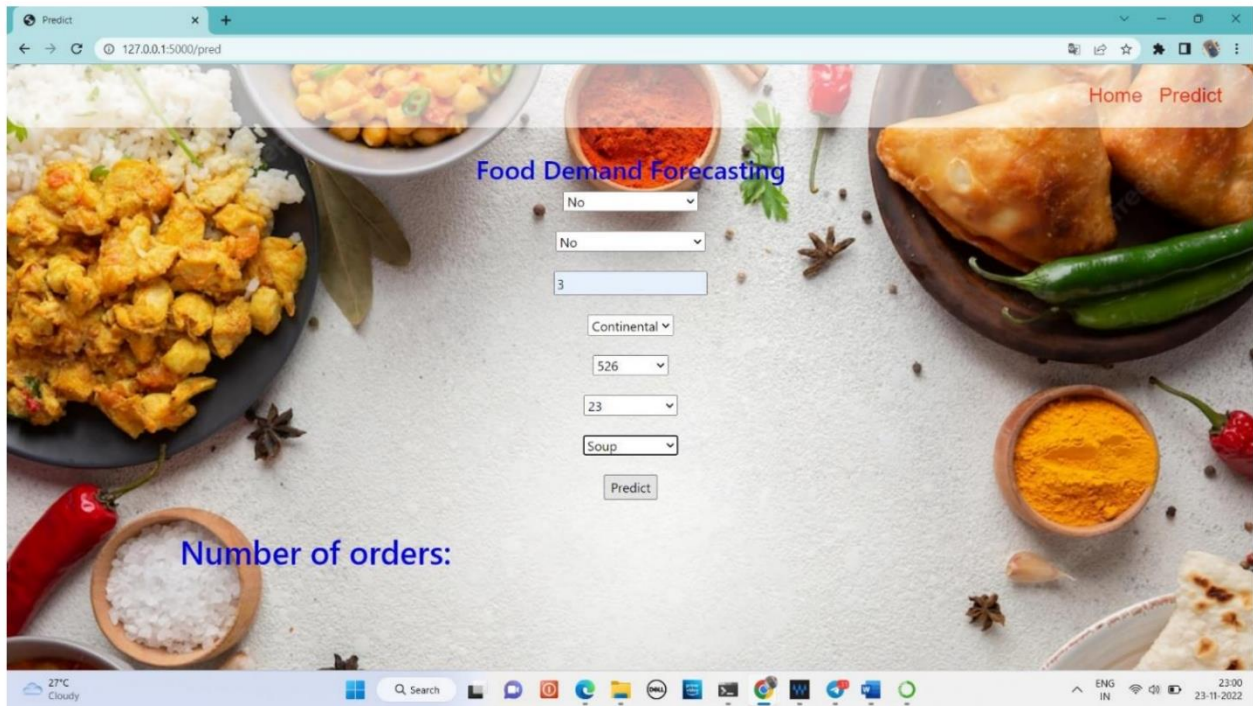 Predict
127.0.0.1:5000/pred
Home Predict
Food Demand Forecasting
No
No
3
Continental
526
23
Soup
Predict
Number of orders:
27°C
Cloudy
Search
DELL
ENG
IN
23:00
23-11-2022